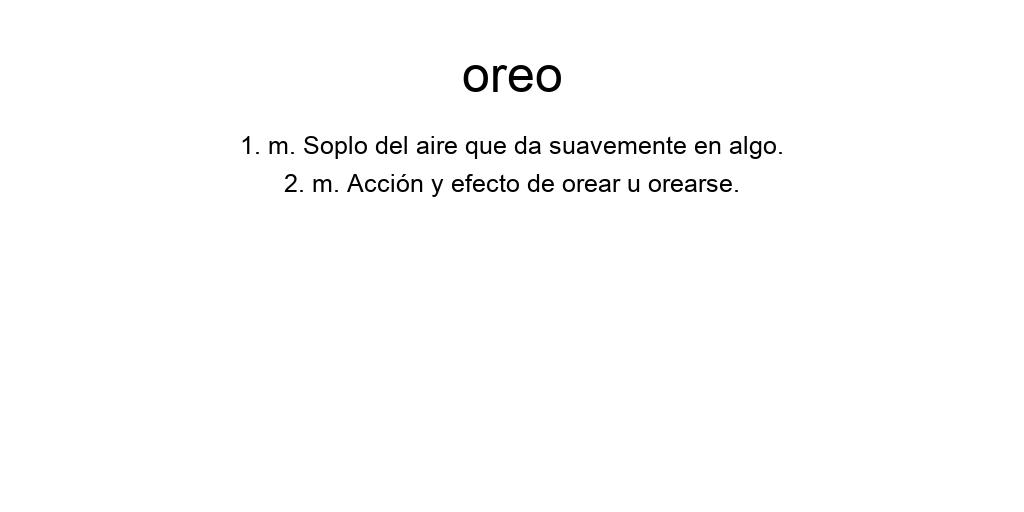 oreo
1. m. Soplo del aire que da suavemente en algo.
2. m. Acción y efecto de orear u orearse.